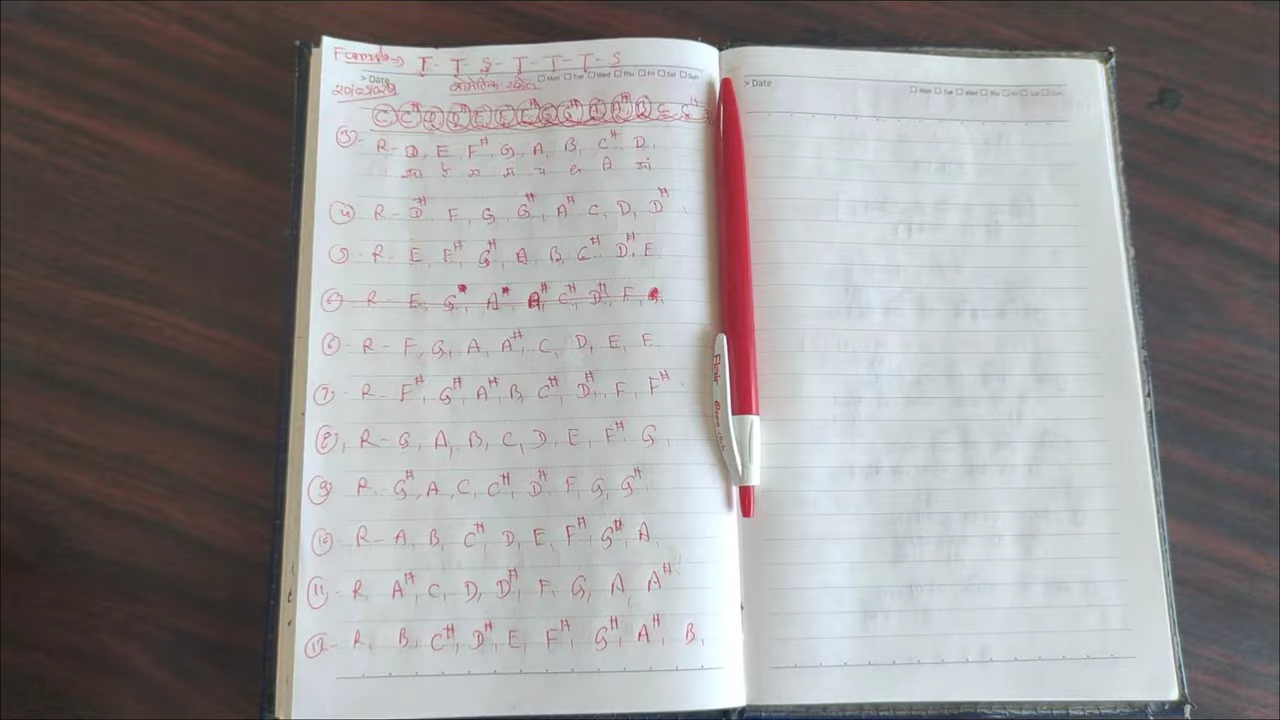 Formula⇒ T - T - S - T - T - T - S
> Date Mon Tue Wed Thu Fri Sat Sun
C C# D D# E F F# G G# A A# B C C#
③ - R - D, E, F#, G, A, B, C#, D,
सा रे ग म प ध नि सां
④ R - D#, F, G, G#, A#, C, D, D#,
5 - R - E, F#, G#, A, B, C#, D#, E,
⑥ - R - F, G, A, A#, C, D, E, F
⑦ - R - F#, G#, A#, B, C#, D#, F, F#.
⑧, R - G, A, B, C, D, E, F#, G,
⑨ R - G#, A, C, C#, D#, F, G, G#,
⑩ - R - A, B, C#, D, E, F#, G#, A,
⑪ - R, A#, C, D, D#, F, G, A, A#.
⑫ - R, B, C#, D#, E, F#, G#, A#, B,
> Date Mon Tue Wed Thu Fri Sat Sun
Flair